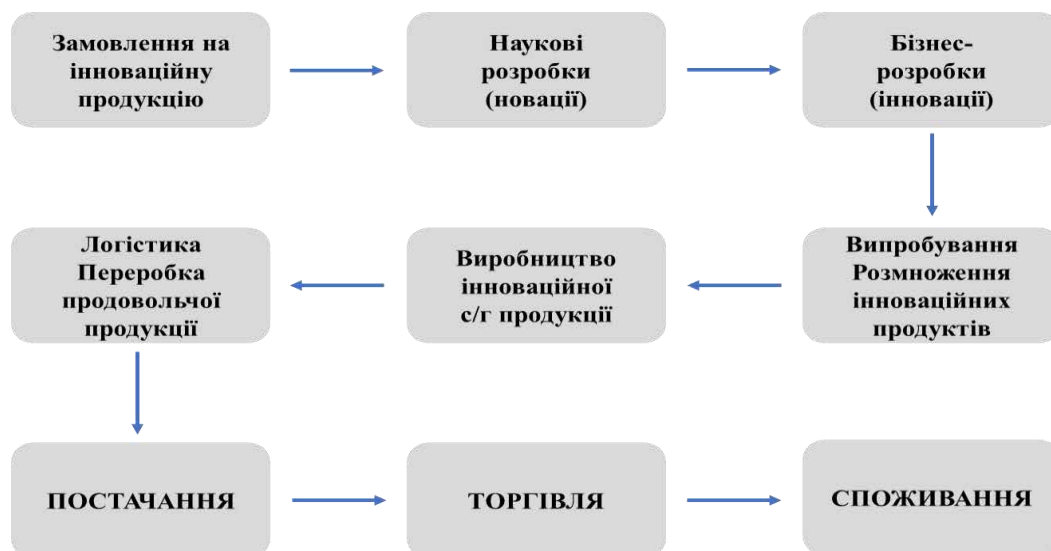 Замовлення на
інноваційну
продукцію
Наукові
розробки
(новації)
Бізнес-
розробки
(інновації)
Випробування
Розмноження
інноваційних
продуктів
Виробництво
інноваційної
с/г продукції
Логістика
Переробка
продовольчої
продукції
ПОСТАЧАННЯ
ТОРГІВЛЯ
СПОЖИВАННЯ